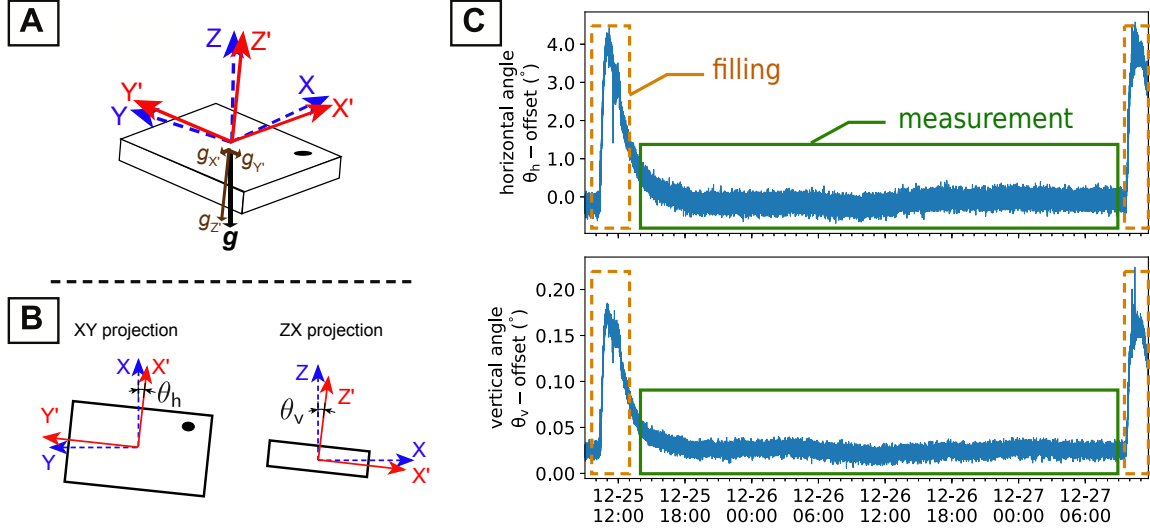 A
Z
Z'
Y'
Y
X
X'
gX'
gY'
gZ'
g
B
XY projection
ZX projection
X
X'
θh
Y'
Y
Z
Z'
θv
X
X'
C
horizontal angle
θh − offset (°)
4.0
3.0
2.0
1.0
0.0
filling
measurement
vertical angle
θv − offset (°)
0.20
0.15
0.10
0.05
0.00
12-25
12:00
12-25
18:00
12-26
00:00
12-26
06:00
12-26
12:00
12-26
18:00
12-27
00:00
12-27
06:00